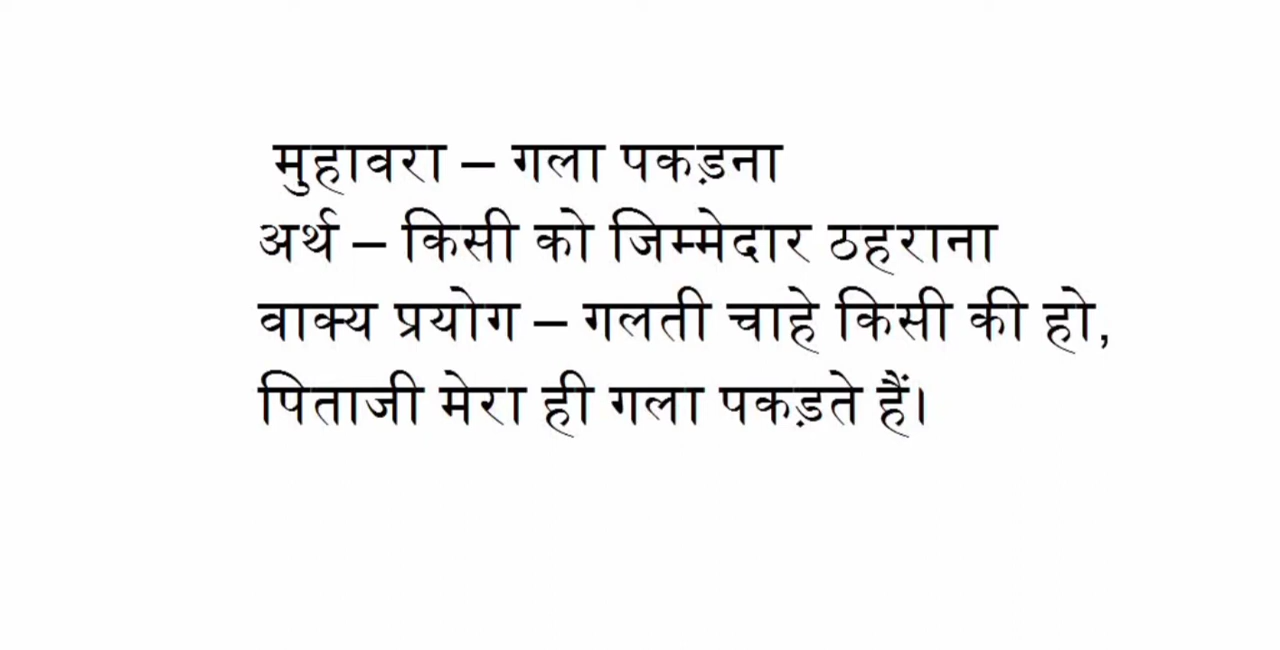 मुहावरा – गला पकड़ना
अर्थ – किसी को जिम्मेदार ठहराना
वाक्य प्रयोग – गलती चाहे किसी की हो,
पिताजी मेरा ही गला पकड़ते हैं।